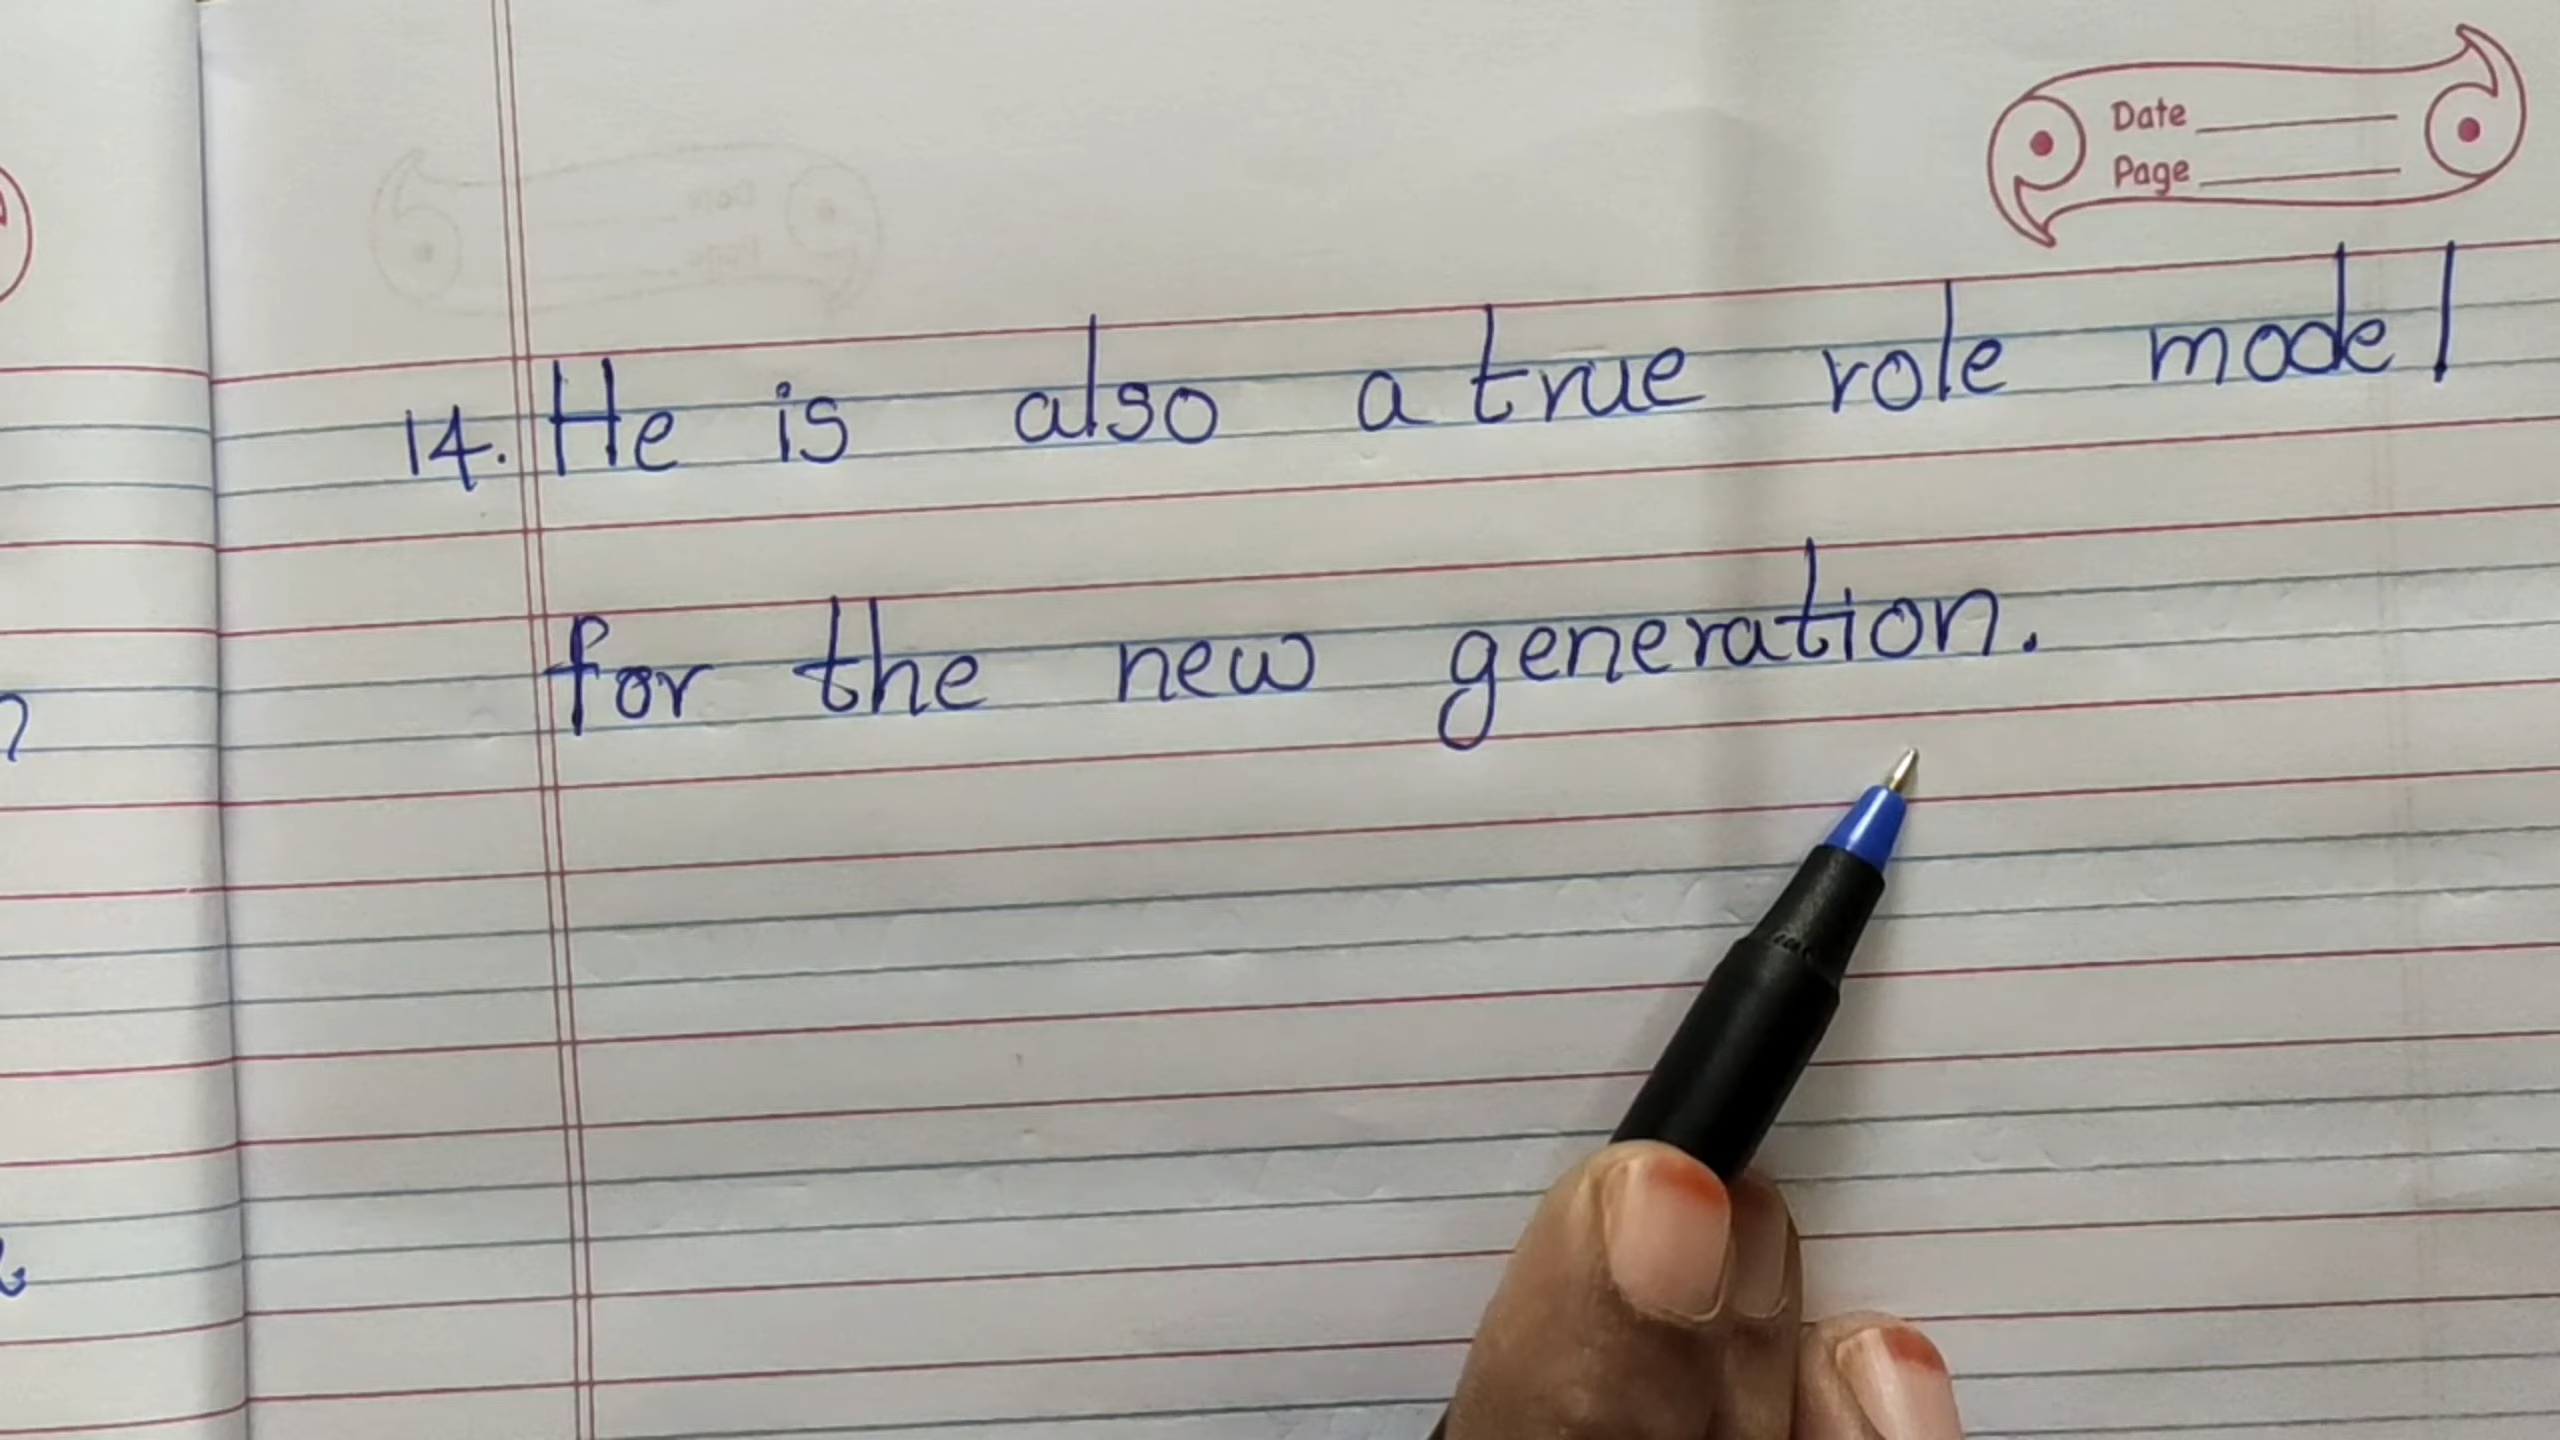 Date
Page
14. He is also a true role model
for the new generation.